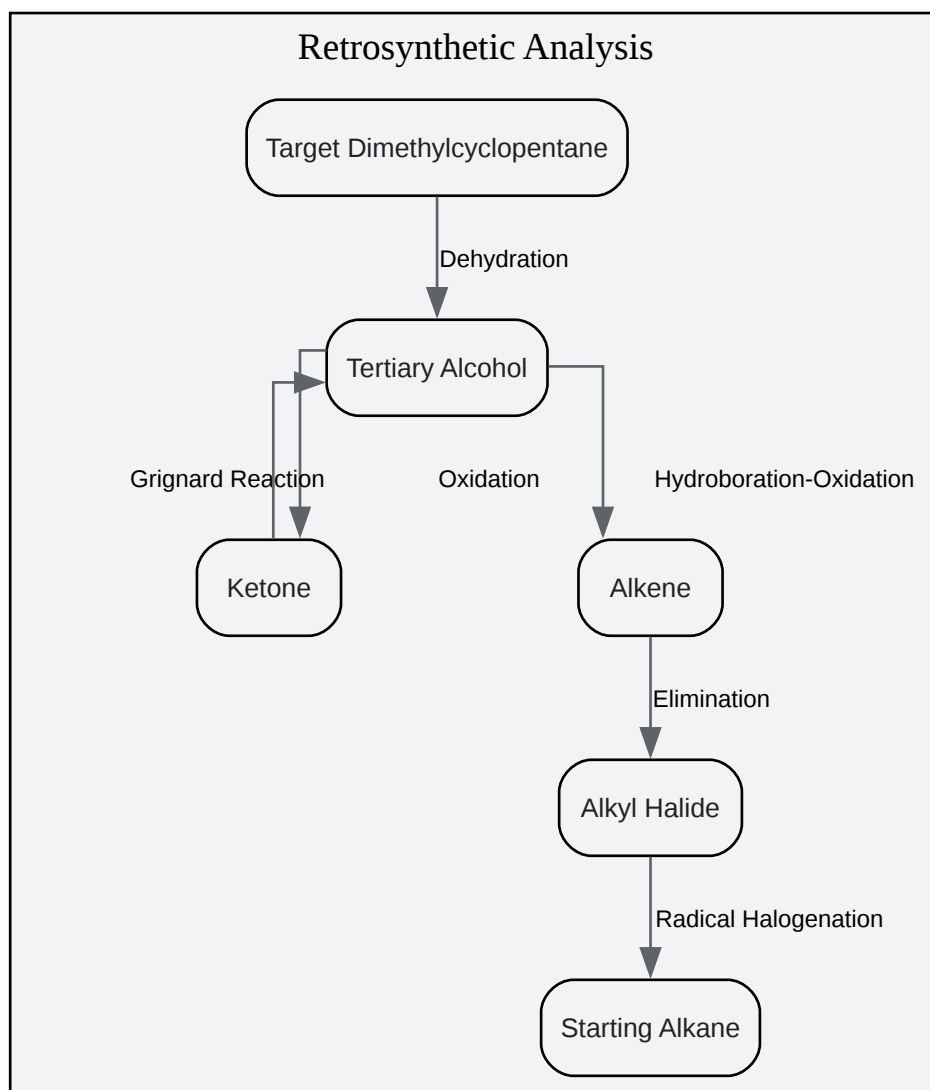 Retrosynthetic Analysis
Target Dimethylcyclopentane
Dehydration
Tertiary Alcohol
Grignard Reaction
Oxidation
Hydroboration-Oxidation
Ketone
Alkene
Elimination
Alkyl Halide
Radical Halogenation
Starting Alkane